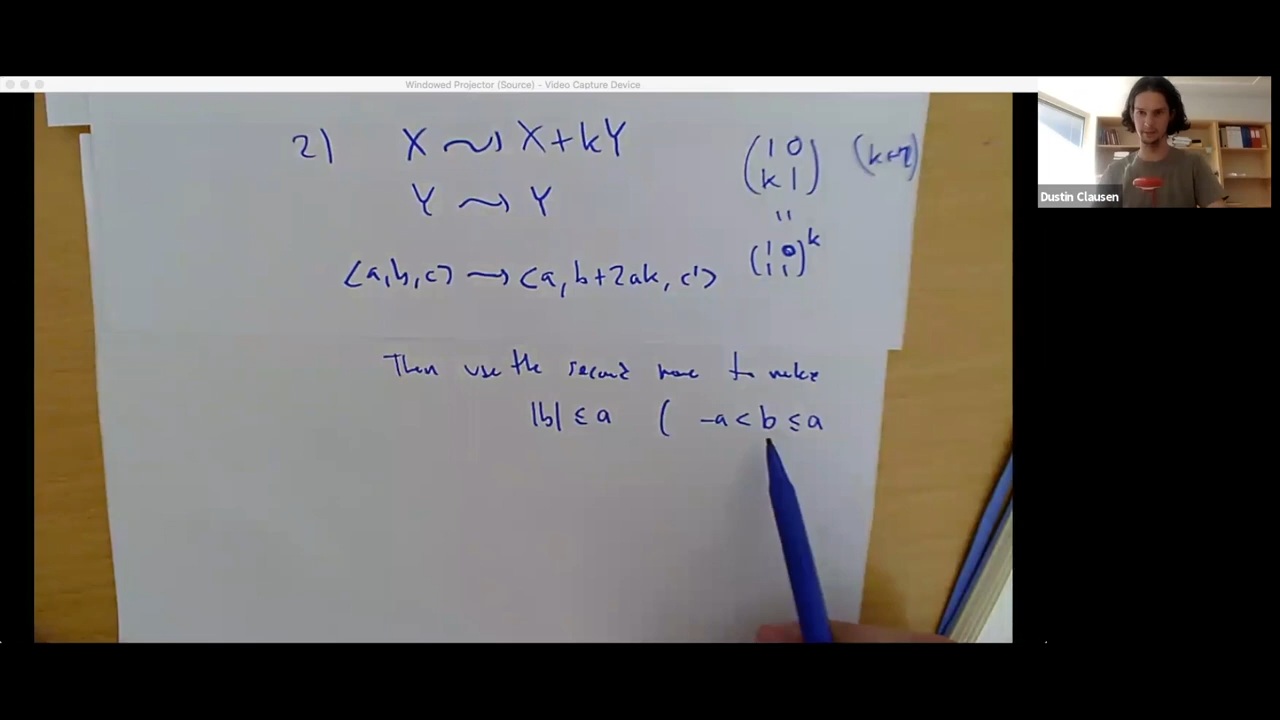 Windowed Projector (Source) - Video Capture Device
2) X ⇝ X+kY (1 0 / k 1) (k∈ℤ)
Y ⇝ Y =
⟨a,b,c⟩ ⇝ ⟨a, b+2ak, c'⟩ (1 0 / 1 1)^k
Then use the second move to make
|b| ≤ a ( -a < b ≤ a
Dustin Clausen